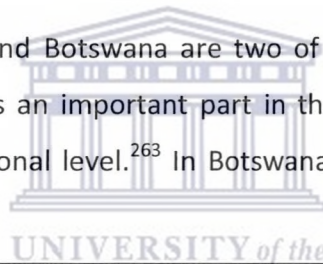 nd Botswana are two of
s an important part in th
onal level.263 In Botswana
UNIVERSITY of the